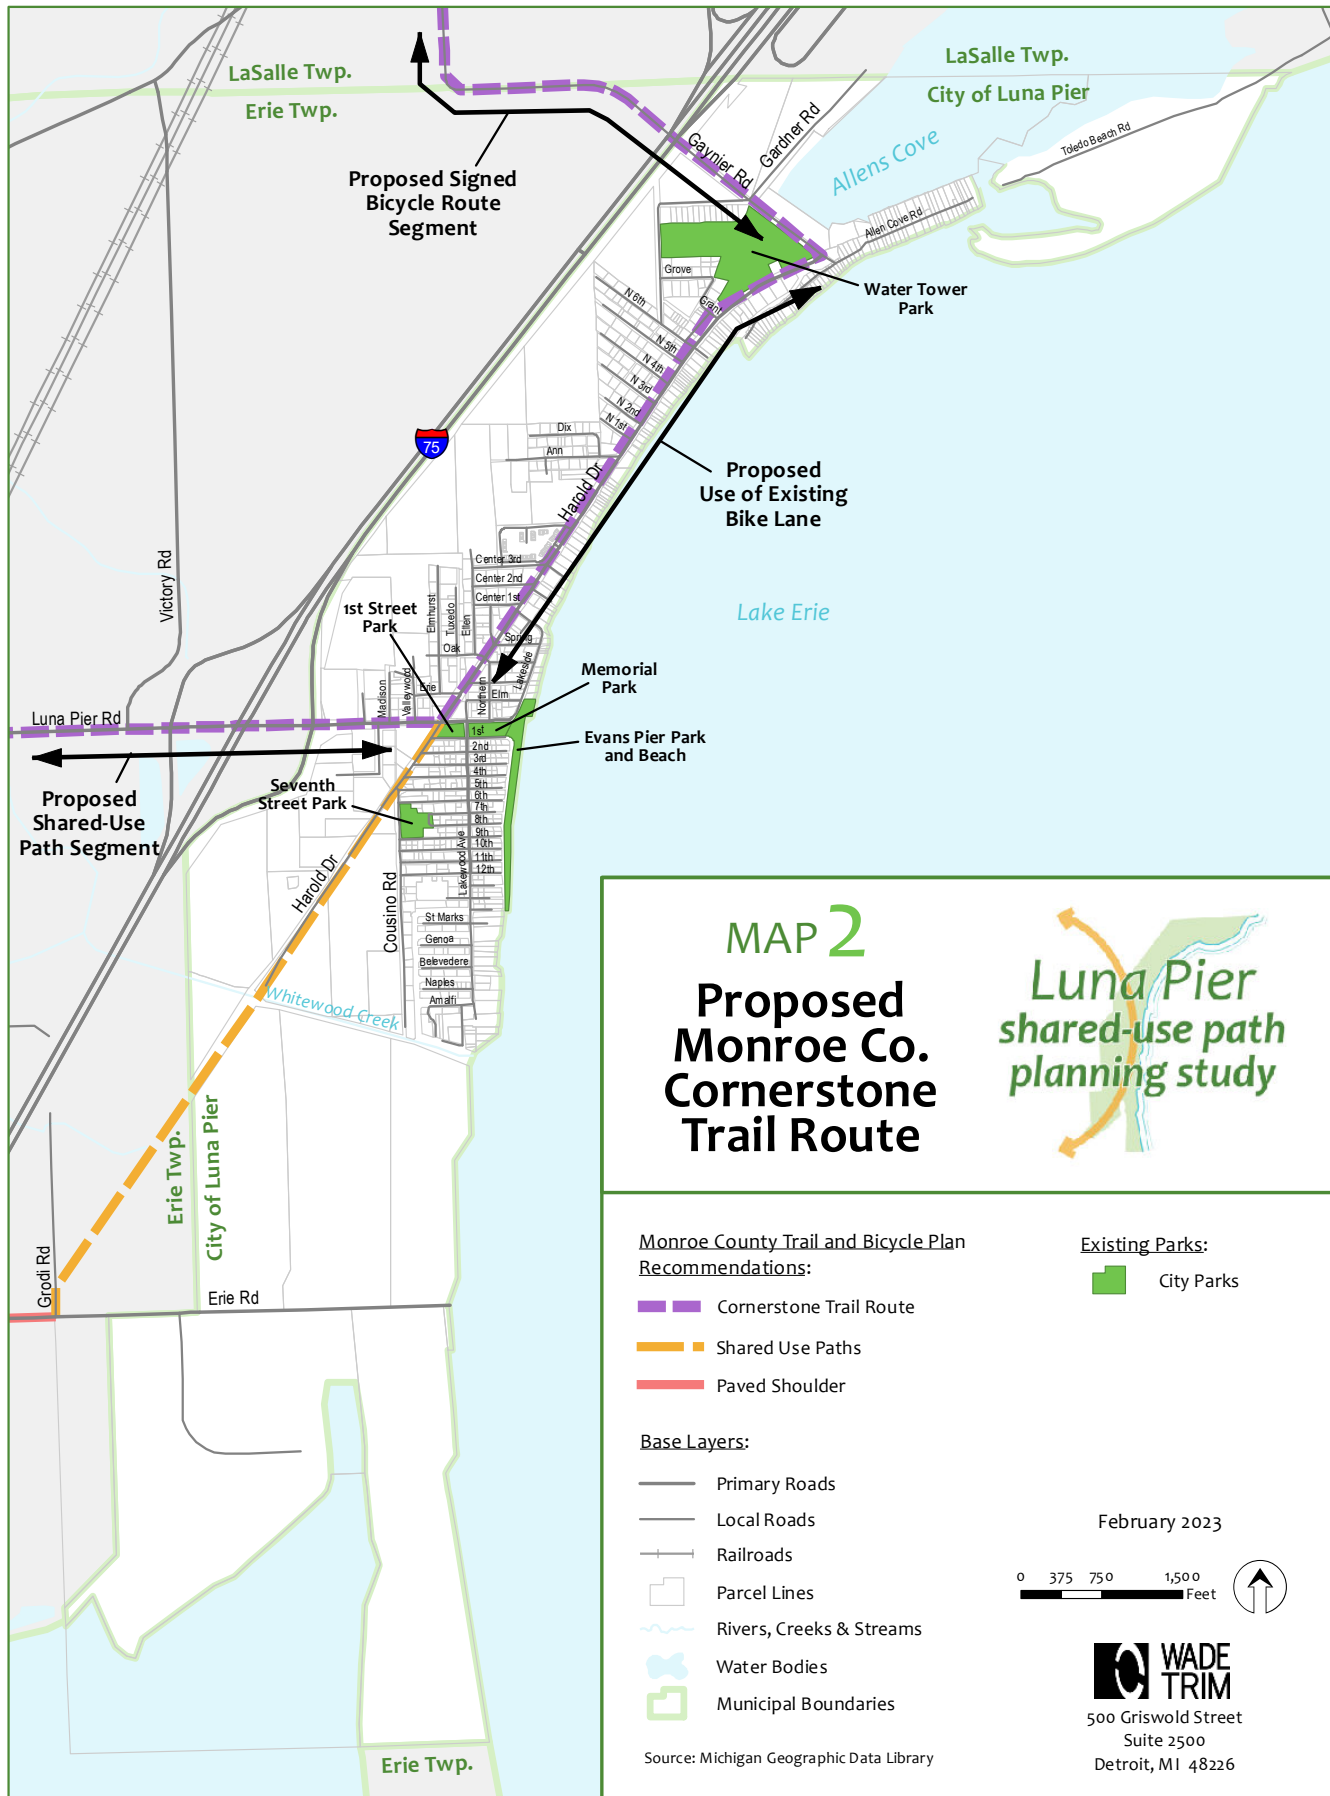 LaSalle Twp.
Erie Twp.
LaSalle Twp.
City of Luna Pier
Toledo Beach Rd
Gardner Rd
Gaynier Rd
Allens Cove
Allen Cove Rd
Proposed Signed
Bicycle Route
Segment
Water Tower
Park
Grove
Grant
N 6th
N 5th
N 4th
N 3rd
N 2nd
N 1st
Dix
Ann
75
Harold Dr
Proposed
Use of Existing
Bike Lane
Victory Rd
Center 3rd
Center 2nd
Center 1st
Elmhurst
Tuxedo
Ellen
Oak
Spring
Lakeside
Lake Erie
1st Street
Park
Memorial
Park
Madison
Valleywood
Erie
Northern
Elm
Luna Pier Rd
1st
2nd
3rd
4th
5th
6th
7th
8th
9th
10th
11th
12th
Evans Pier Park
and Beach
Proposed
Shared-Use
Path Segment
Seventh
Street Park
Harold Dr
Cousino Rd
Lakewood Ave
St Marks
Genoa
Belevedere
Naples
Amalfi
Whitewood Creek
Erie Twp.
City of Luna Pier
Grodi Rd
Erie Rd
Erie Twp.
MAP 2
Proposed
Monroe Co.
Cornerstone
Trail Route
Luna Pier
shared-use path
planning study
Monroe County Trail and Bicycle Plan
Recommendations:
Cornerstone Trail Route
Shared Use Paths
Paved Shoulder
Existing Parks:
City Parks
Base Layers:
Primary Roads
Local Roads
Railroads
Parcel Lines
Rivers, Creeks & Streams
Water Bodies
Municipal Boundaries
Source: Michigan Geographic Data Library
February 2023
0 375 750 1,500
Feet
WADE
TRIM
500 Griswold Street
Suite 2500
Detroit, MI 48226